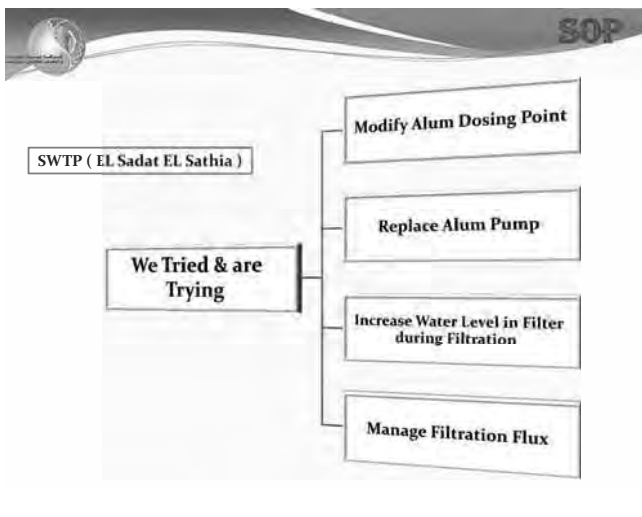 SOP
SWTP ( EL Sadat EL Sathia )
We Tried & are
Trying
Modify Alum Dosing Point
Replace Alum Pump
Increase Water Level in Filter
during Filtration
Manage Filtration Flux